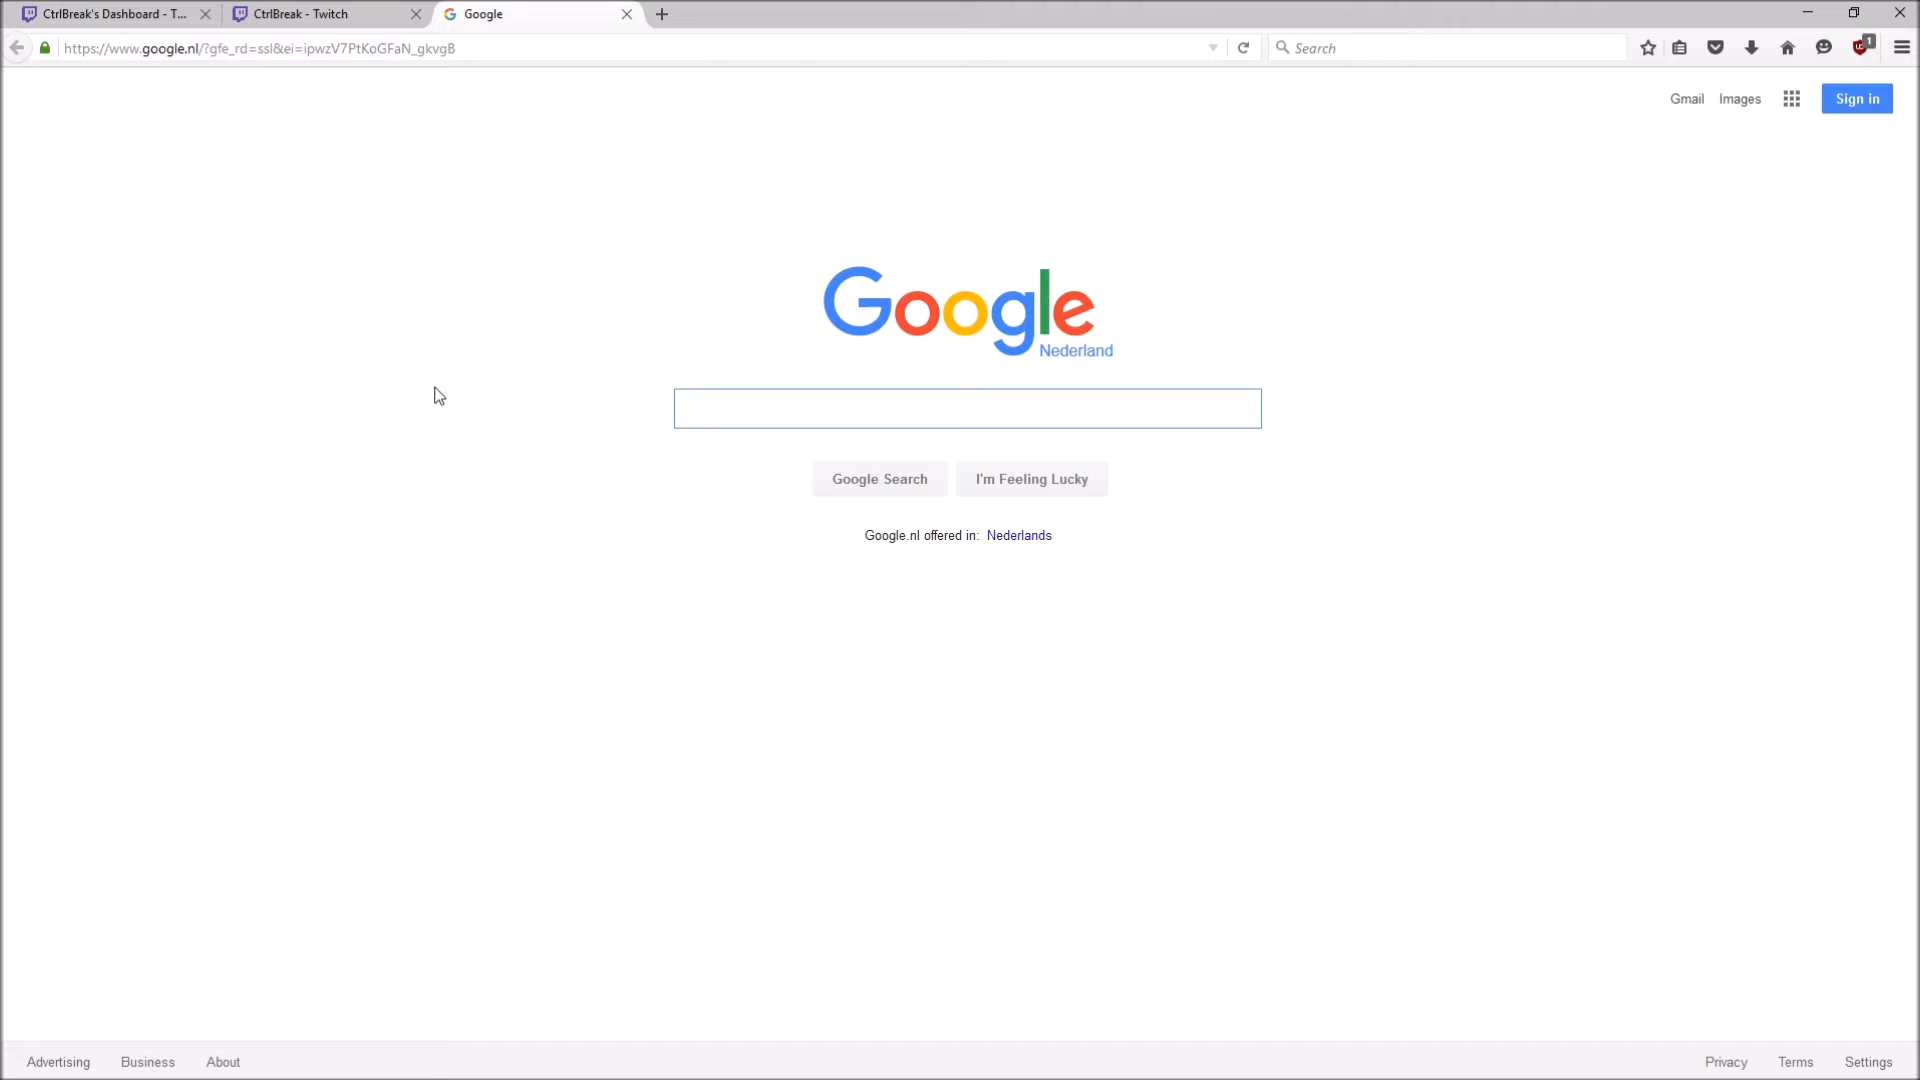 CtrlBreak's Dashboard - T...
CtrlBreak - Twitch
Google
https://www.google.nl/?gfe_rd=ssl&ei=ipwzV7PtKoGFaN_gkvgB
Search
1
Gmail Images Sign in
Google
Nederland
Google Search I'm Feeling Lucky
Google.nl offered in: Nederlands
Advertising Business About Privacy Terms Settings